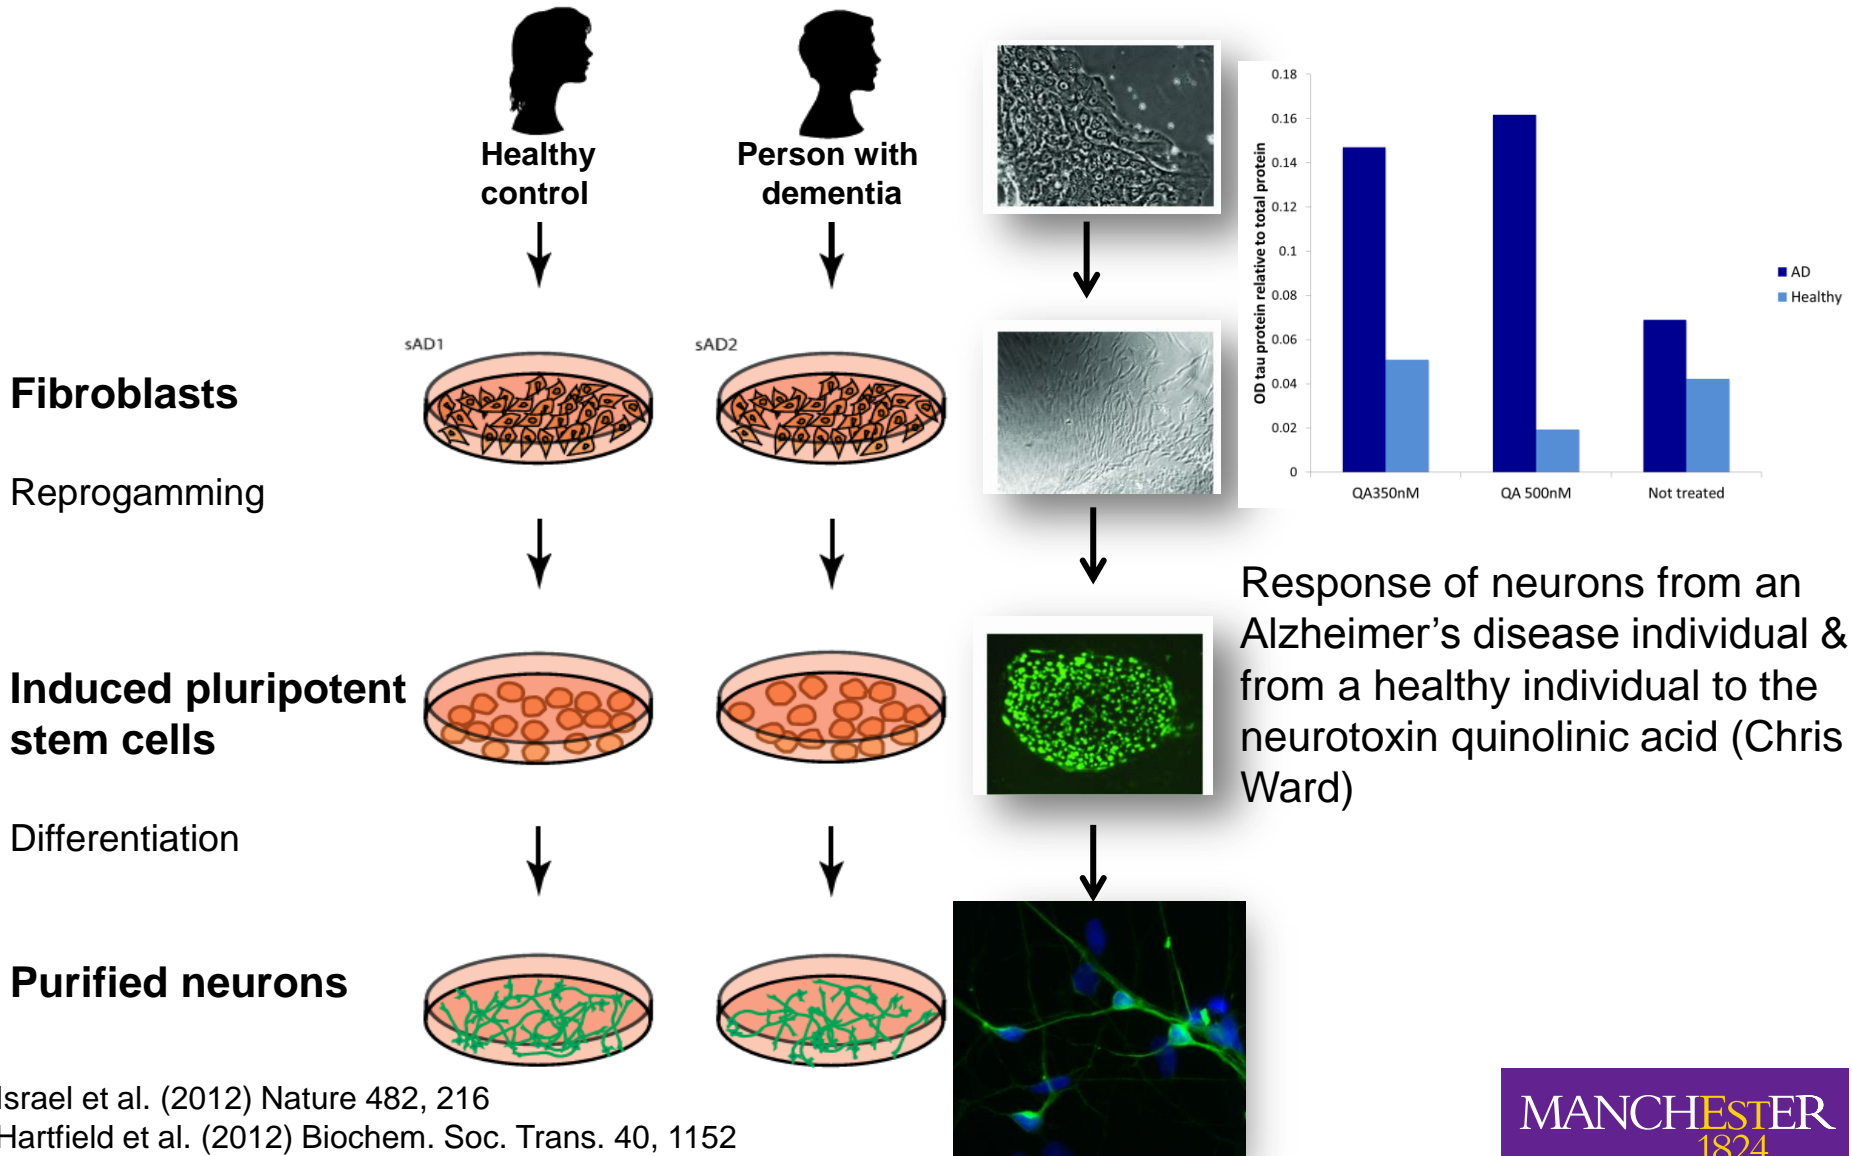 Healthy
control
Person with
dementia
sAD1
sAD2
Fibroblasts
Reprogamming
Induced pluripotent
stem cells
Differentiation
Purified neurons
Israel et al. (2012) Nature 482, 216
Hartfield et al. (2012) Biochem. Soc. Trans. 40, 1152
OD tau protein relative to total protein
0.18
0.16
0.14
0.12
0.1
0.08
0.06
0.04
0.02
0
QA350nM
QA 500nM
Not treated
AD
Healthy
Response of neurons from an
Alzheimer’s disease individual &
from a healthy individual to the
neurotoxin quinolinic acid (Chris
Ward)
MANCHESTER
1824